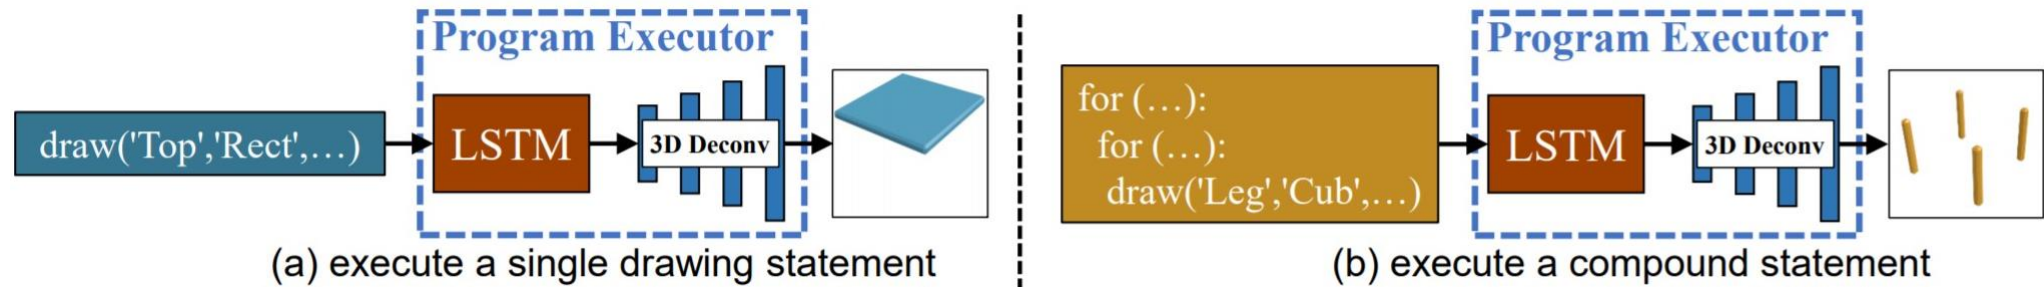 Program Executor
draw('Top','Rect',...)
LSTM
3D Deconv
(a) execute a single drawing statement
Program Executor
for (...):
for (...):
draw('Leg','Cub',...)
LSTM
3D Deconv
(b) execute a compound statement